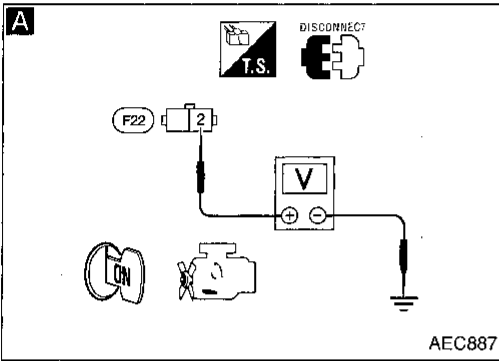 A
DISCONNECT
T.S.
F22
2
V
+ −
ON
AEC887